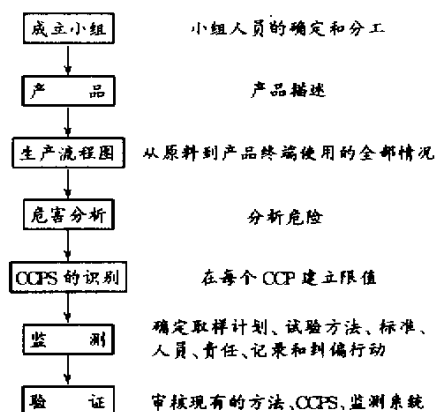 成立小组 小组人员的确定和分工
产品 产品描述
生产流程图 从原料到产品终端使用的全部情况
危害分析 分析危险
CCPS 的识别 在每个 CCP 建立限值
监测 确定取样计划、试验方法、标准、
人员、责任、记录和纠偏行动
验证 审核现有的方法、CCPS、监测系统